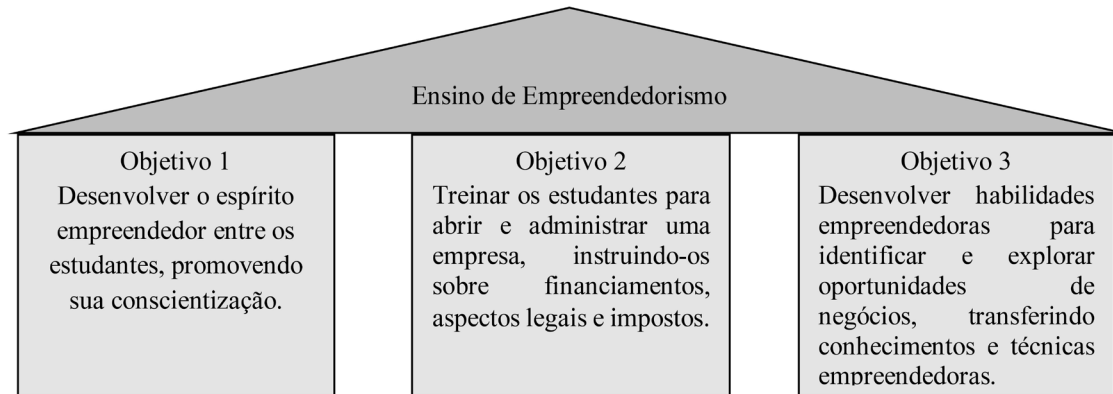 Ensino de Empreendedorismo
Objetivo 1
Desenvolver o espírito
empreendedor entre os
estudantes, promovendo
sua conscientização.
Objetivo 2
Treinar os estudantes para
abrir e administrar uma
empresa, instruindo-os
sobre financiamentos,
aspectos legais e impostos.
Objetivo 3
Desenvolver habilidades
empreendedoras para
identificar e explorar
oportunidades de
negócios, transferindo
conhecimentos e técnicas
empreendedoras.